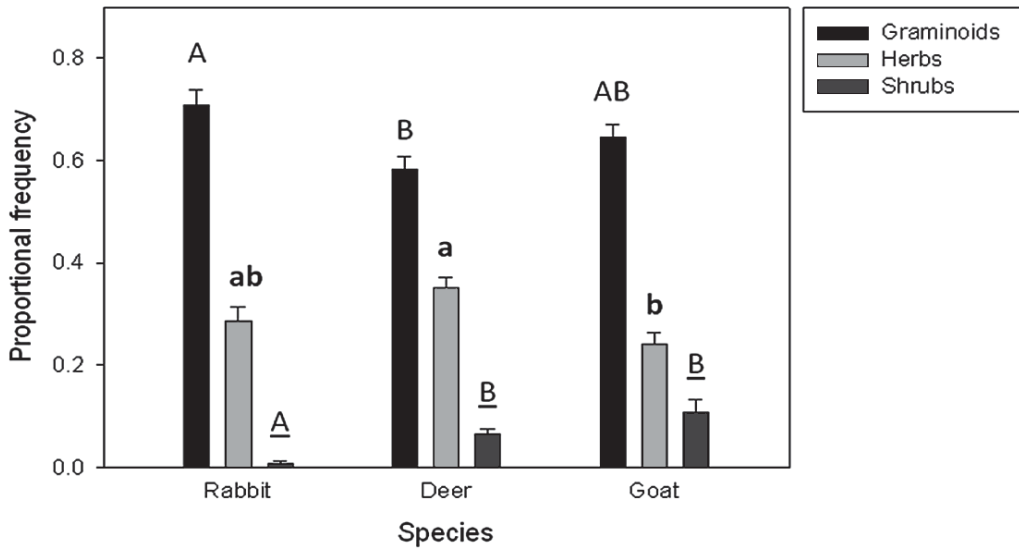 Graminoids
Herbs
Shrubs
Proportional frequency
0.8
0.6
0.4
0.2
0.0
A
ab
A
B
a
B
AB
b
B
Rabbit
Deer
Goat
Species